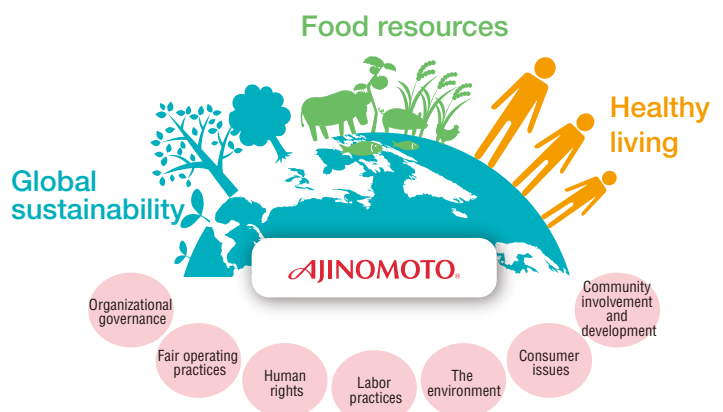 Food resources
Healthy
living
Global
sustainability
AJINOMOTO®
Organizational
governance
Fair operating
practices
Human
rights
Labor
practices
The
environment
Consumer
issues
Community
involvement
and
development